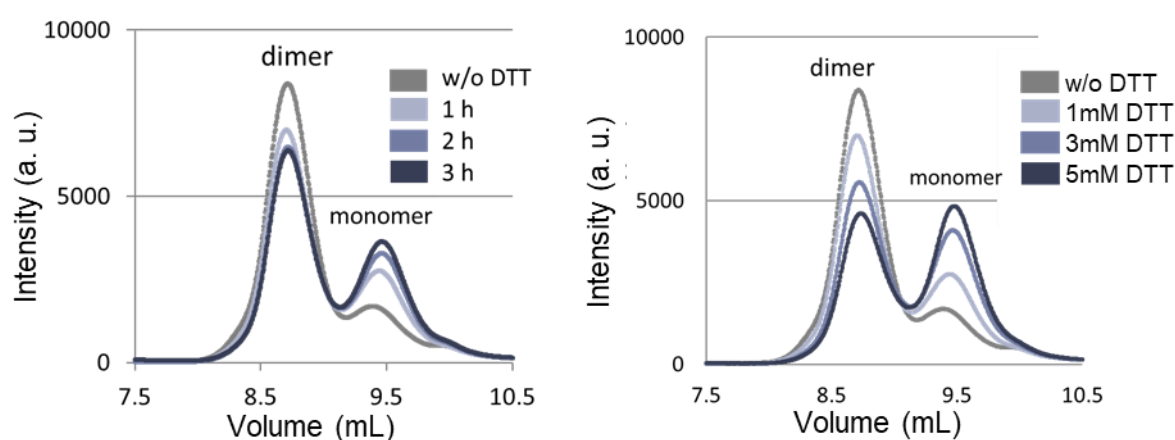 10000
dimer
w/o DTT
1 h
2 h
3 h
5000
monomer
Intensity (a. u.)
0
7.5 8.5 9.5 10.5
Volume (mL)
10000
dimer
w/o DTT
1mM DTT
3mM DTT
5mM DTT
monomer
5000
Intensity (a. u.)
0
7.5 8.5 9.5 10.5
Volume (mL)